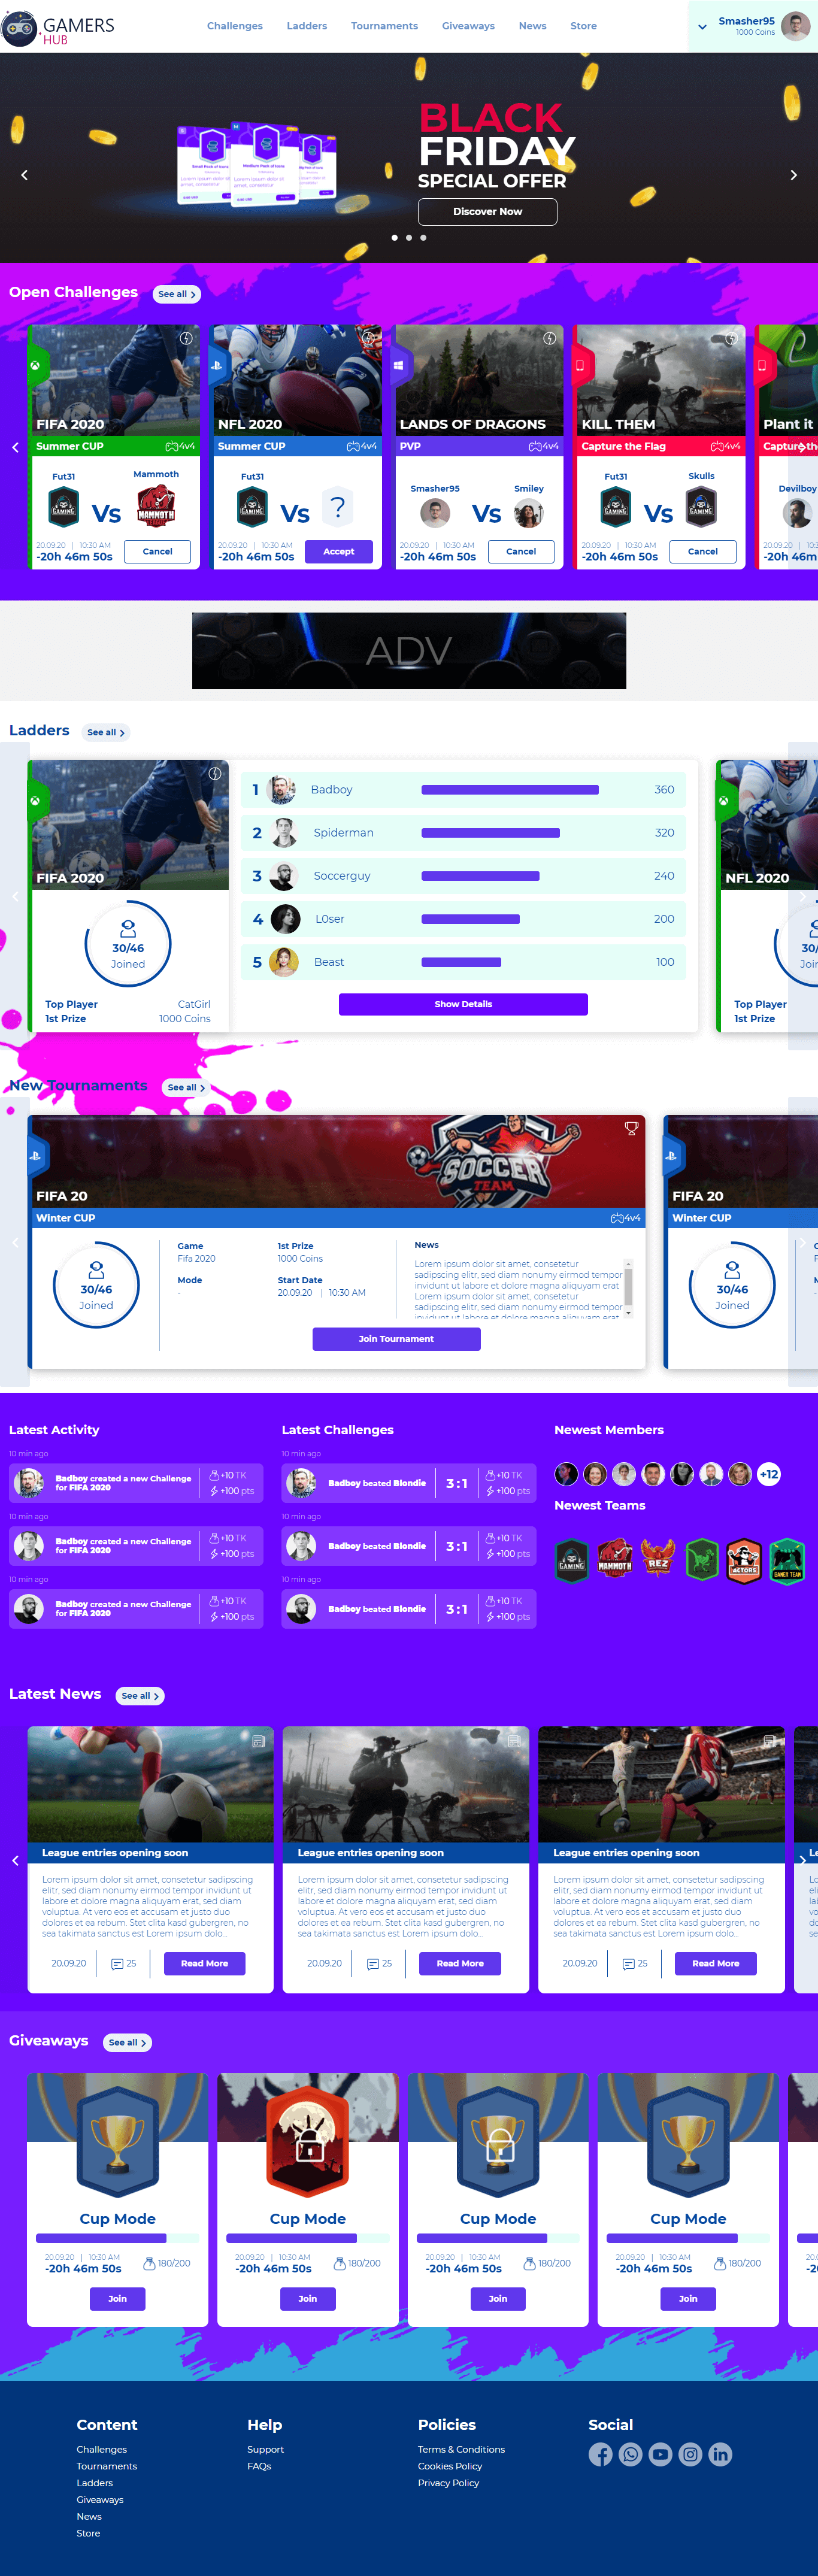 GAMERS
HUB
Challenges Ladders Tournaments Giveaways News Store
Smasher95
1000 Coins
BLACK
FRIDAY
SPECIAL OFFER
Discover Now
Open Challenges See all
FIFA 2020
Summer CUP 4v4
Fut31 Vs Mammoth
20.09.20 | 10:30 AM
-20h 46m 50s Cancel
NFL 2020
Summer CUP 4v4
Fut31 Vs ?
20.09.20 | 10:30 AM
-20h 46m 50s Accept
LANDS OF DRAGONS
PVP 4v4
Smasher95 Vs Smiley
20.09.20 | 10:30 AM
-20h 46m 50s Cancel
KILL THEM
Capture the Flag 4v4
Fut31 Vs Skulls
20.09.20 | 10:30 AM
-20h 46m 50s Cancel
Plant it
Capture the
Devilboy
20.09.20 | 10:3
-20h 46m
ADV
Ladders See all
FIFA 2020
30/46
Joined
Top Player CatGirl
1st Prize 1000 Coins
1 Badboy 360
2 Spiderman 320
3 Soccerguy 240
4 L0ser 200
5 Beast 100
Show Details
NFL 2020
30/
Join
Top Player
1st Prize
New Tournaments See all
FIFA 20
SOCCER
TEAM
Winter CUP 4v4
30/46
Joined
Game
Fifa 2020
Mode
-
1st Prize
1000 Coins
Start Date
20.09.20 | 10:30 AM
News
Lorem ipsum dolor sit amet, consetetur
sadipscing elitr, sed diam nonumy eirmod tempor
invidunt ut labore et dolore magna aliquyam erat,
Lorem ipsum dolor sit amet, consetetur
sadipscing elitr, sed diam nonumy eirmod tempor
invidunt ut labore et dolore magna aliquyam erat,
Join Tournament
FIFA 20
Winter CUP
30/46
Joined
Latest Activity
10 min ago
Badboy created a new Challenge
for FIFA 2020
+10 TK
+100 pts
10 min ago
Badboy created a new Challenge
for FIFA 2020
+10 TK
+100 pts
10 min ago
Badboy created a new Challenge
for FIFA 2020
+10 TK
+100 pts
Latest Challenges
10 min ago
Badboy beated Blondie 3 : 1
+10 TK
+100 pts
10 min ago
Badboy beated Blondie 3 : 1
+10 TK
+100 pts
10 min ago
Badboy beated Blondie 3 : 1
+10 TK
+100 pts
Newest Members
+12
Newest Teams
GAMING MAMMOTH REZ ACTORS GAMER TEAM
Latest News See all
League entries opening soon
Lorem ipsum dolor sit amet, consetetur sadipscing
elitr, sed diam nonumy eirmod tempor invidunt ut
labore et dolore magna aliquyam erat, sed diam
voluptua. At vero eos et accusam et justo duo
dolores et ea rebum. Stet clita kasd gubergren, no
sea takimata sanctus est Lorem ipsum dolo...
20.09.20 25 Read More
League entries opening soon
Lorem ipsum dolor sit amet, consetetur sadipscing
elitr, sed diam nonumy eirmod tempor invidunt ut
labore et dolore magna aliquyam erat, sed diam
voluptua. At vero eos et accusam et justo duo
dolores et ea rebum. Stet clita kasd gubergren, no
sea takimata sanctus est Lorem ipsum dolo...
20.09.20 25 Read More
League entries opening soon
Lorem ipsum dolor sit amet, consetetur sadipscing
elitr, sed diam nonumy eirmod tempor invidunt ut
labore et dolore magna aliquyam erat, sed diam
voluptua. At vero eos et accusam et justo duo
dolores et ea rebum. Stet clita kasd gubergren, no
sea takimata sanctus est Lorem ipsum dolo...
20.09.20 25 Read More
Giveaways See all
Cup Mode
20.09.20 | 10:30 AM
-20h 46m 50s 180/200
Join
Cup Mode
20.09.20 | 10:30 AM
-20h 46m 50s 180/200
Join
Cup Mode
20.09.20 | 10:30 AM
-20h 46m 50s 180/200
Join
Cup Mode
20.09.20 | 10:30 AM
-20h 46m 50s 180/200
Join
Content
Challenges
Tournaments
Ladders
Giveaways
News
Store
Help
Support
FAQs
Policies
Terms & Conditions
Cookies Policy
Privacy Policy
Social